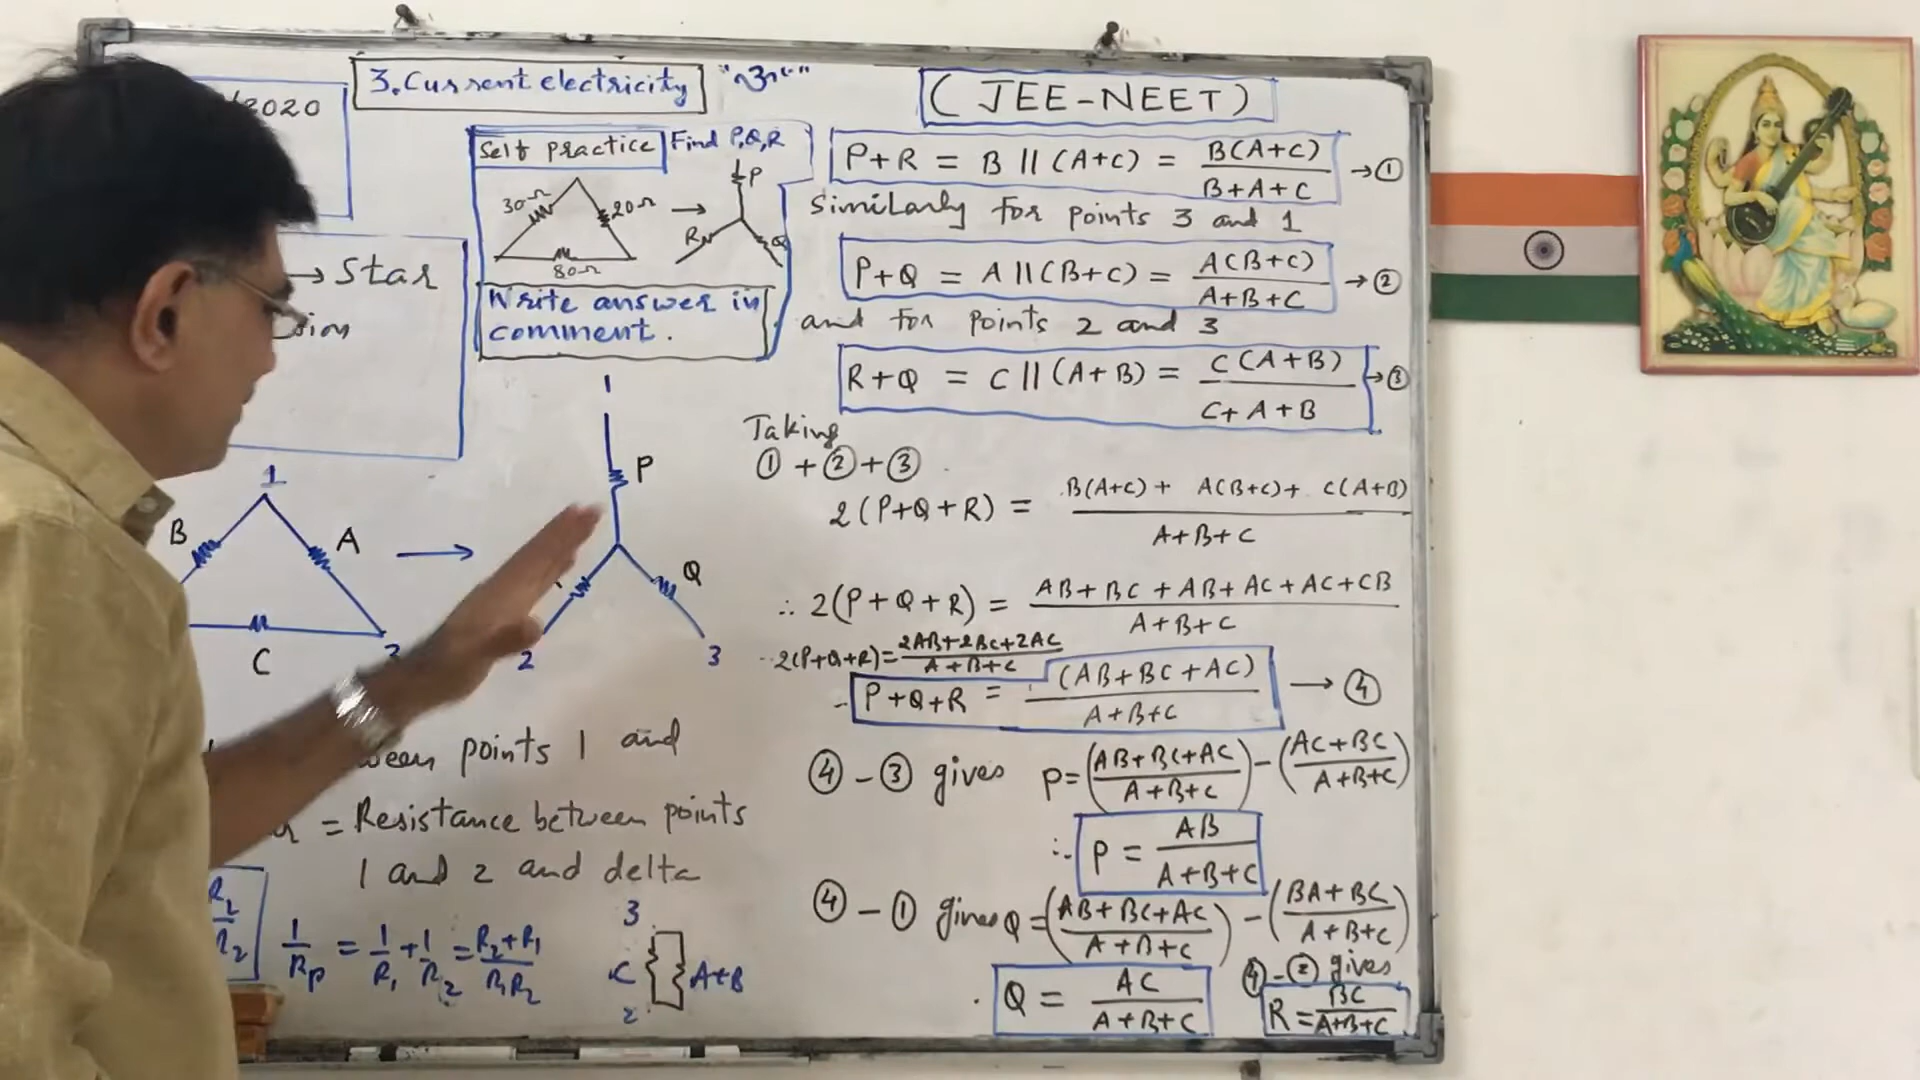 2020
3. Current electricity
(JEE-NEET)
→ Star
Self practice
Find P,Q,R
30Ω
20Ω
80Ω
→
P
R
Q
Write answer in
comment.
P+R = B || (A+C) = B(A+C) / B+A+C → ①
Similarly for points 3 and 1
P+Q = A || (B+C) = A(B+C) / A+B+C → ②
and for points 2 and 3
R+Q = C || (A+B) = C(A+B) / C+A+B → ③
Taking
① + ② + ③
2(P+Q+R) = B(A+C) + A(B+C) + C(A+B) / A+B+C
∴ 2(P+Q+R) = AB+BC+AB+AC+AC+CB / A+B+C
2(P+Q+R) = 2AB+2BC+2AC / A+B+C
P+Q+R = (AB+BC+AC) / A+B+C → ④
④ - ③ gives P = (AB+BC+AC / A+B+C) - (AC+BC / A+B+C)
∴ P = AB / A+B+C
④ - ① gives Q = (AB+BC+AC / A+B+C) - (BA+BC / A+B+C)
Q = AC / A+B+C
④ - ② gives
R = BC / A+B+C
1
B
A
C
→
1
P
Q
2
3
points 1 and
= Resistance between points
1 and 2 and delta
1/Rp = 1/R1 + 1/R2 = R2+R1 / R1R2
3
C
A+B
2